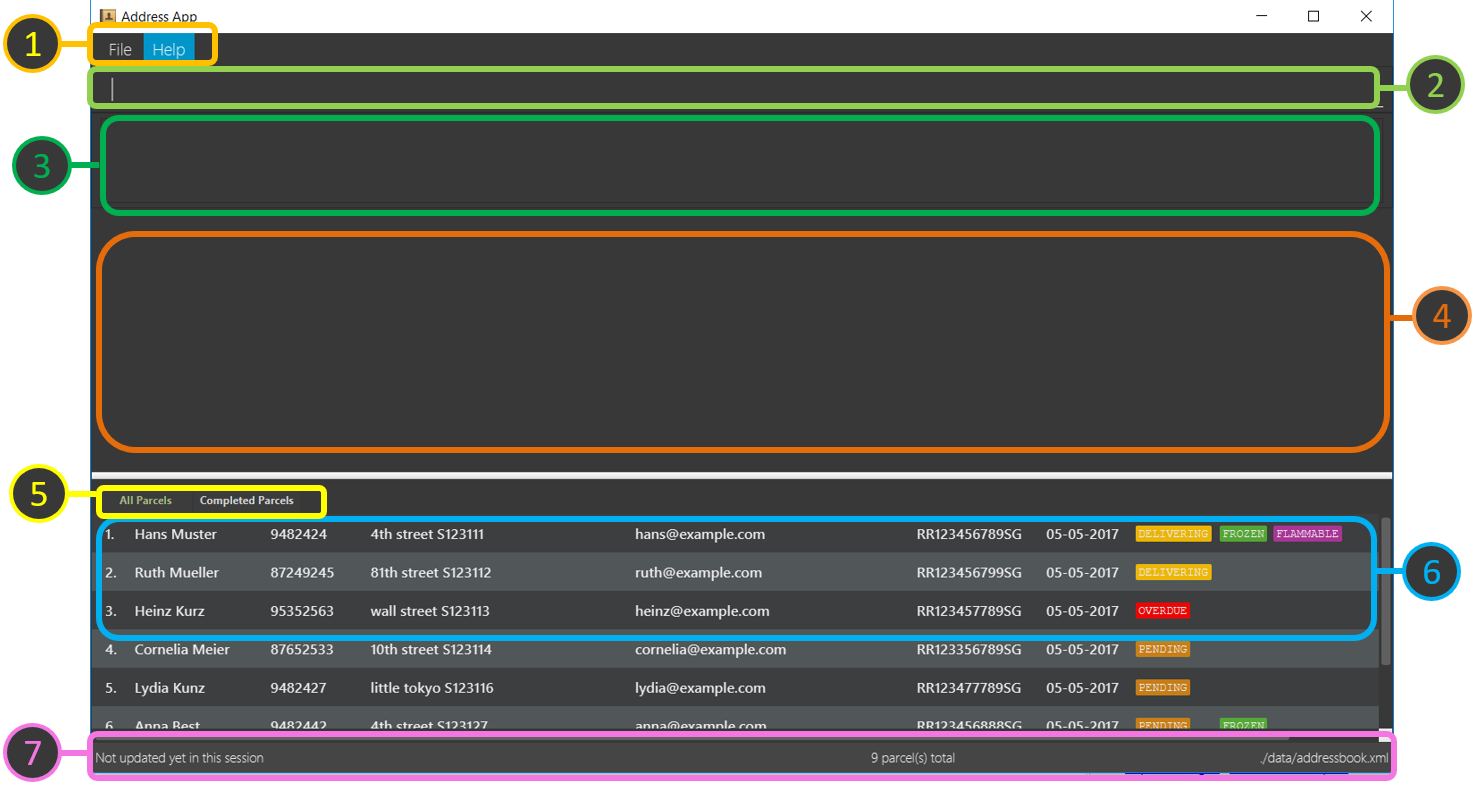 Address App
1
File Help
2
3
4
5
All Parcels Completed Parcels
1. Hans Muster 9482424 4th street S123111 hans@example.com RR123456789SG 05-05-2017 DELIVERING FROZEN FLAMMABLE
2. Ruth Mueller 87249245 81th street S123112 ruth@example.com RR123456799SG 05-05-2017 DELIVERING
6
3. Heinz Kurz 95352563 wall street S123113 heinz@example.com RR123457789SG 05-05-2017 OVERDUE
4. Cornelia Meier 87652533 10th street S123114 cornelia@example.com RR123356789SG 05-05-2017 PENDING
5. Lydia Kunz 9482427 little tokyo S123116 lydia@example.com RR123477789SG 05-05-2017 PENDING
6. Anna Best 9482442 4th street S123127 anna@example.com RR123456888SG 05-05-2017 PENDING FROZEN
7
Not updated yet in this session 9 parcel(s) total ./data/addressbook.xml